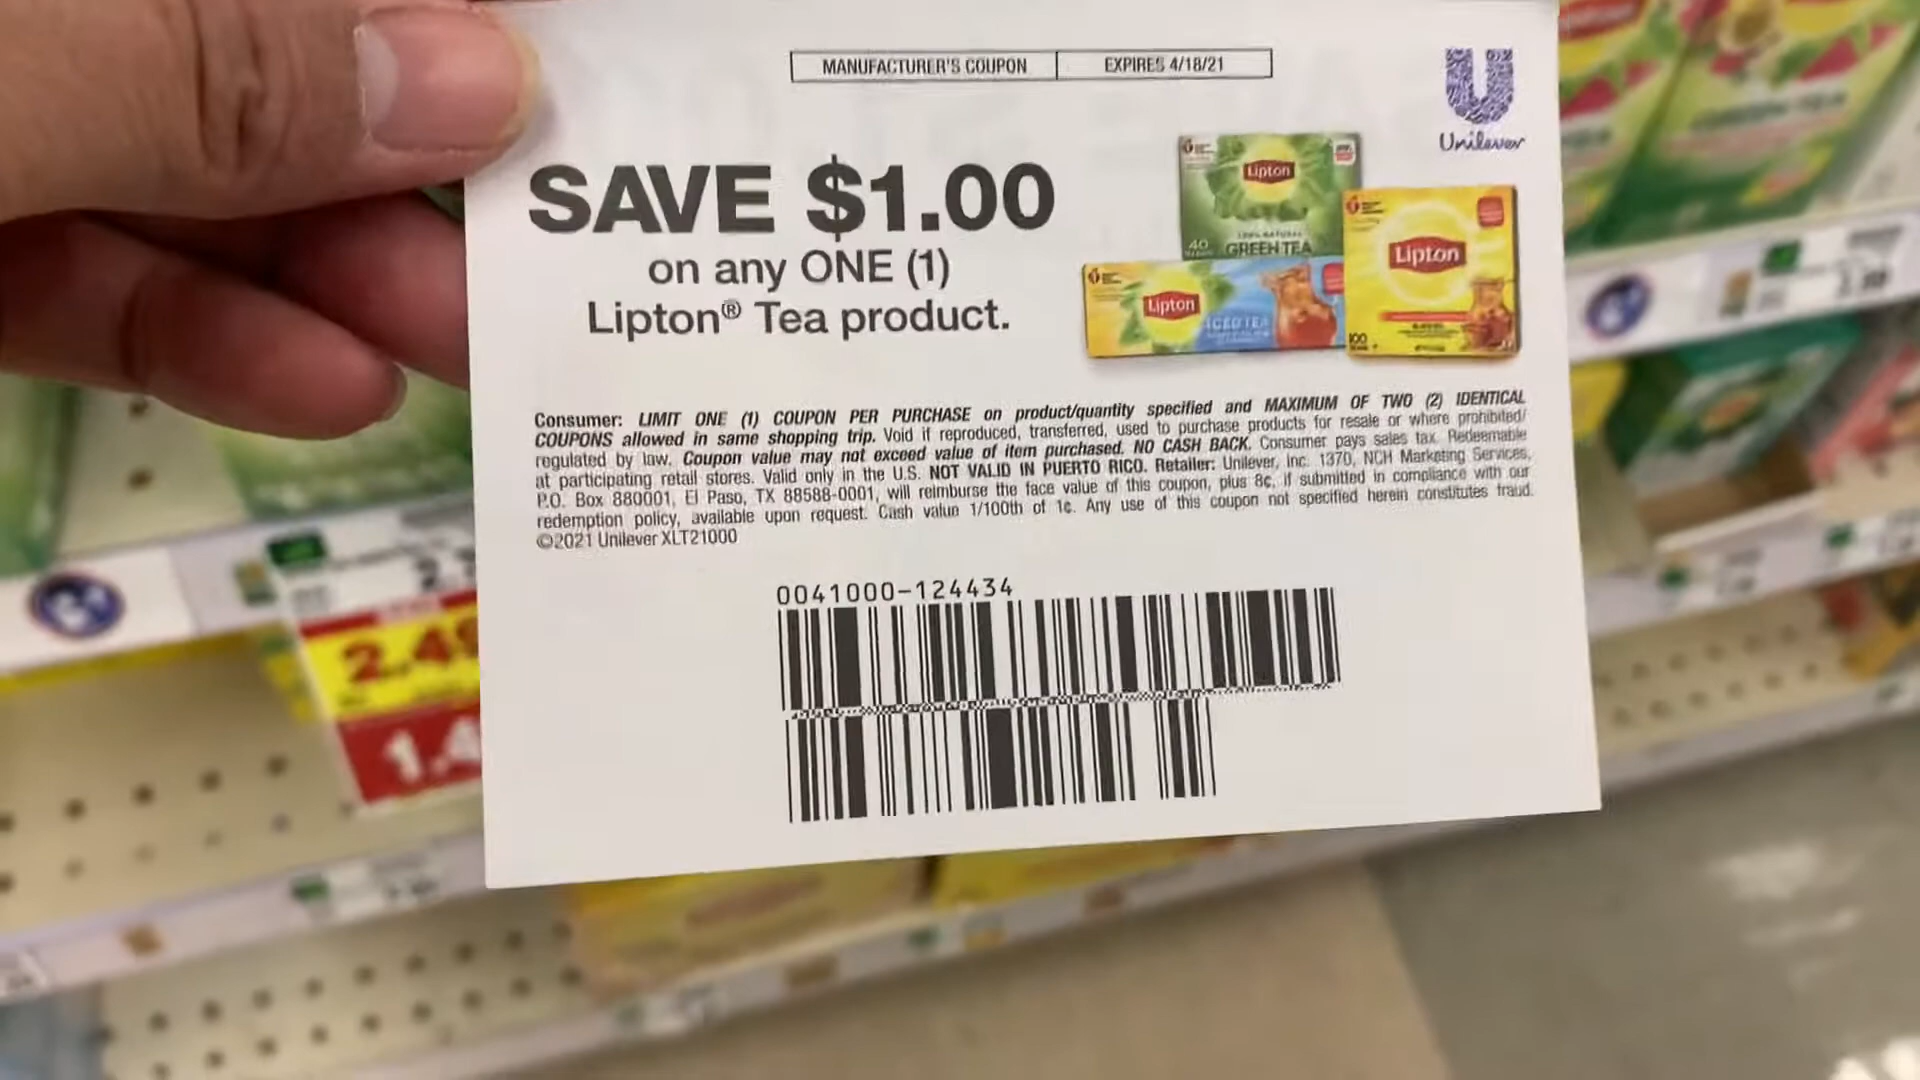 MANUFACTURER'S COUPON EXPIRES 4/18/21
Unilever
SAVE $1.00
on any ONE (1)
Lipton® Tea product.
Lipton
40
100% NATURAL
GREEN TEA
Lipton
ICED TEA
Lipton
100
Consumer: LIMIT ONE (1) COUPON PER PURCHASE on product/quantity specified and MAXIMUM OF TWO (2) IDENTICAL
COUPONS allowed in same shopping trip. Void if reproduced, transferred, used to purchase products for resale or where prohibited/
regulated by law. Coupon value may not exceed value of item purchased. NO CASH BACK. Consumer pays sales tax. Redeemable
at participating retail stores. Valid only in the U.S. NOT VALID IN PUERTO RICO. Retailer: Unilever, Inc. 1370, NCH Marketing Services,
P.O. Box 880001, El Paso, TX 88588-0001, will reimburse the face value of this coupon, plus 8¢, if submitted in compliance with our
redemption policy, available upon request. Cash value 1/100th of 1¢. Any use of this coupon not specified herein constitutes fraud.
©2021 Unilever XLT21000
0041000-124434
2.49
1.4